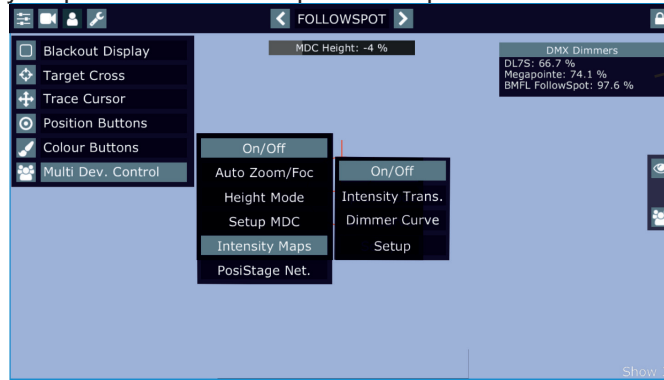 FOLLOWSPOT
Blackout Display
Target Cross
Trace Cursor
Position Buttons
Colour Buttons
Multi Dev. Control
MDC Height: -4 %
DMX Dimmers
DL7S: 66.7 %
Megapointe: 74.1 %
BMFL FollowSpot: 97.6 %
On/Off
Auto Zoom/Foc
Height Mode
Setup MDC
Intensity Maps
PosiStage Net.
On/Off
Intensity Trans.
Dimmer Curve
Setup
Show